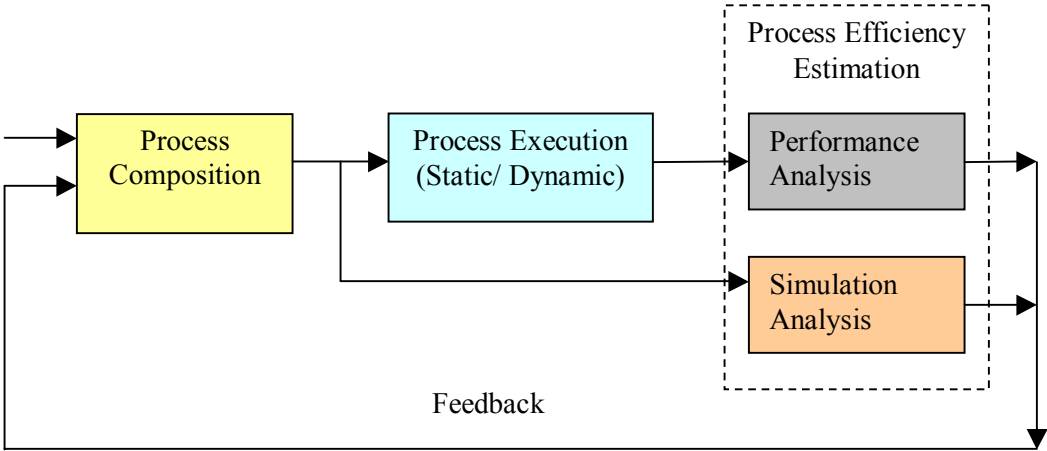 Process Efficiency
Estimation
Process
Composition
Process Execution
(Static/ Dynamic)
Performance
Analysis
Simulation
Analysis
Feedback